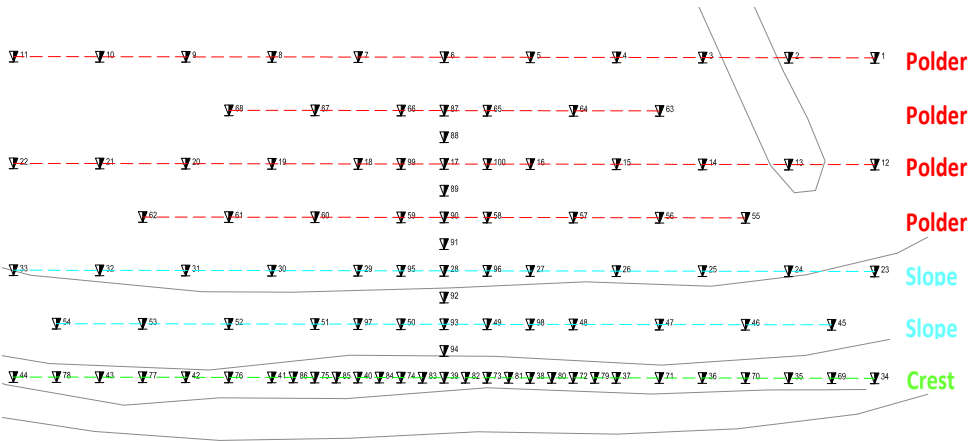 11 10 9 8 7 6 5 4 3 2 1 Polder
68 67 66 87 65 64 63 Polder
88
22 21 20 19 18 99 17 100 16 15 14 13 12 Polder
89
62 61 60 59 90 58 57 56 55 Polder
91
33 32 31 30 29 95 28 96 27 26 25 24 23 Slope
92
54 53 52 51 97 50 93 49 98 48 47 46 45 Slope
94
44 78 43 77 42 76 41 86 75 85 40 84 74 83 39 82 73 81 38 80 72 79 37 71 36 70 35 69 34 Crest